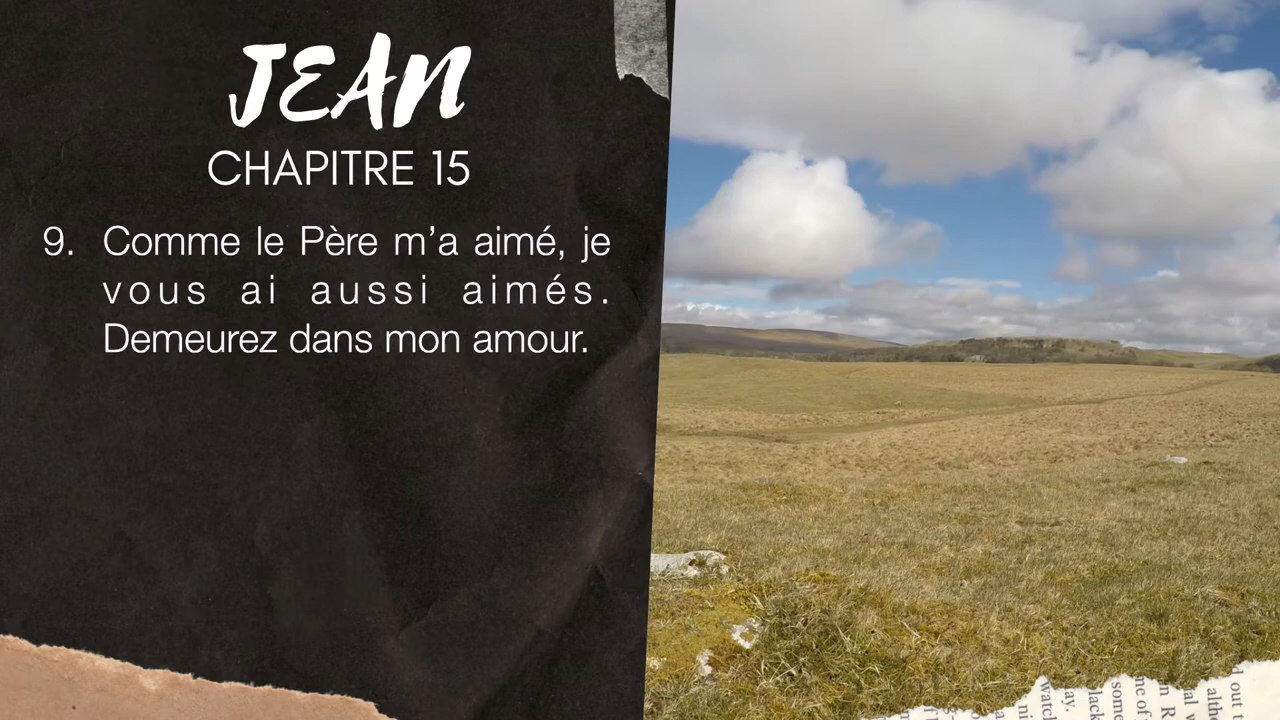 JEAN
CHAPITRE 15
9. Comme le Père m’a aimé, je
vous ai aussi aimés.
Demeurez dans mon amour.